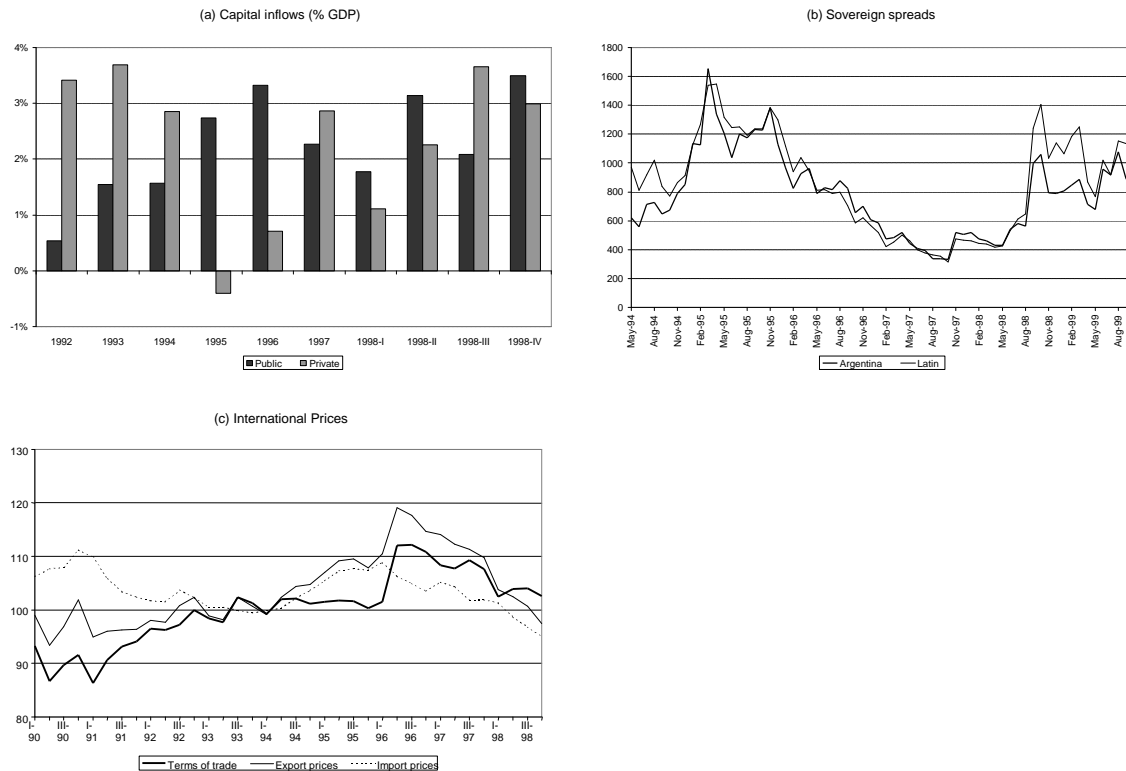 (a) Capital inflows (% GDP)
4%
3%
2%
1%
0%
-1%
1992 1993 1994 1995 1996 1997 1998-I 1998-II 1998-III 1998-IV
Public Private
(b) Sovereign spreads
1800
1600
1400
1200
1000
800
600
400
200
0
May-94 Aug-94 Nov-94 Feb-95 May-95 Aug-95 Nov-95 Feb-96 May-96 Aug-96 Nov-96 Feb-97 May-97 Aug-97 Nov-97 Feb-98 May-98 Aug-98 Nov-98 Feb-99 May-99 Aug-99
Argentina Latin
(c) International Prices
130
120
110
100
90
80
I- III- I- III- I- III- I- III- I- III- I- III- I- III- I- III- I- III-
90 90 91 91 92 92 93 93 94 94 95 95 96 96 97 97 98 98
Terms of trade Export prices Import prices